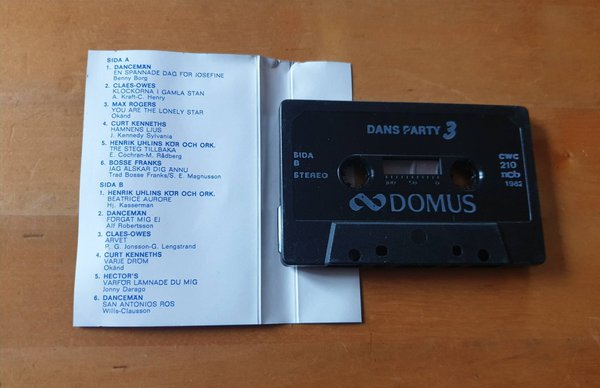 SIDA A
1. DANCEMÄN
EN SPÄNNADE DAG FÖR JOSEFINE
Benny Borg
2. CLAES-OWES
KLOCKORNA I GAMLA STAN
A. Kraft-C. Henry
3. MAX ROGERS
YOU ARE THE LONELY STAR
Okänd
4. CURT KENNETHS
HAMNENS LJUS
J. Kennedy Sylvania
5. HENRIK UHLINS KÖR OCH ORK.
TRE STEG TILLBAKA
E. Cochran-M. Rådberg
6. BOSSE FRANKS
JAG ÄLSKAR DIG ÄNNU
Trad Bosse Franks/S. E. Magnusson
SIDA B
1. HENRIK UHLINS KÖR OCH ORK.
BEATRICE AURORE
Hj. Kasserman
2. DANCEMÄN
FÖRGÄT MIG EJ
Alf Robertsson
3. CLAES-OWES
ARVET
P. G. Jonsson-G. Lengstrand
4. CURT KENNETHS
VARJE DRÖM
Okänd
5. HECTOR'S
VARFÖR LÄMNADE DU MIG
Jonny Darago
6. DANCEMÄN
SAN ANTONIOS ROS
Wills-Clausson
DANS PARTY 3
SIDA
B
STEREO
CWC
210
ncb
1982
DOMUS